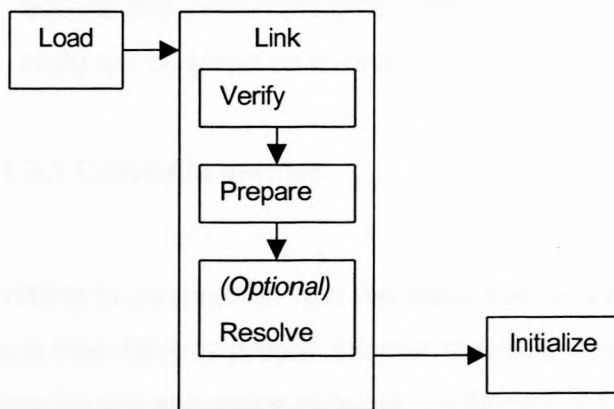 Load
Link
Verify
Prepare
(Optional)
Resolve
Initialize